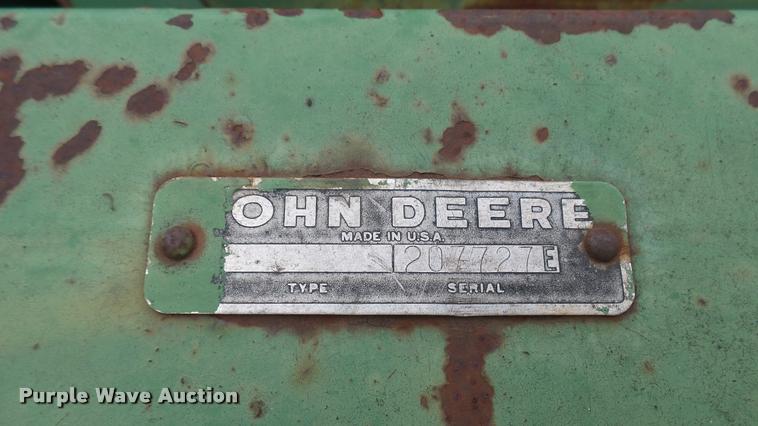 OHN DEERE
MADE IN U.S.A.
207727E
TYPE SERIAL
Purple Wave Auction